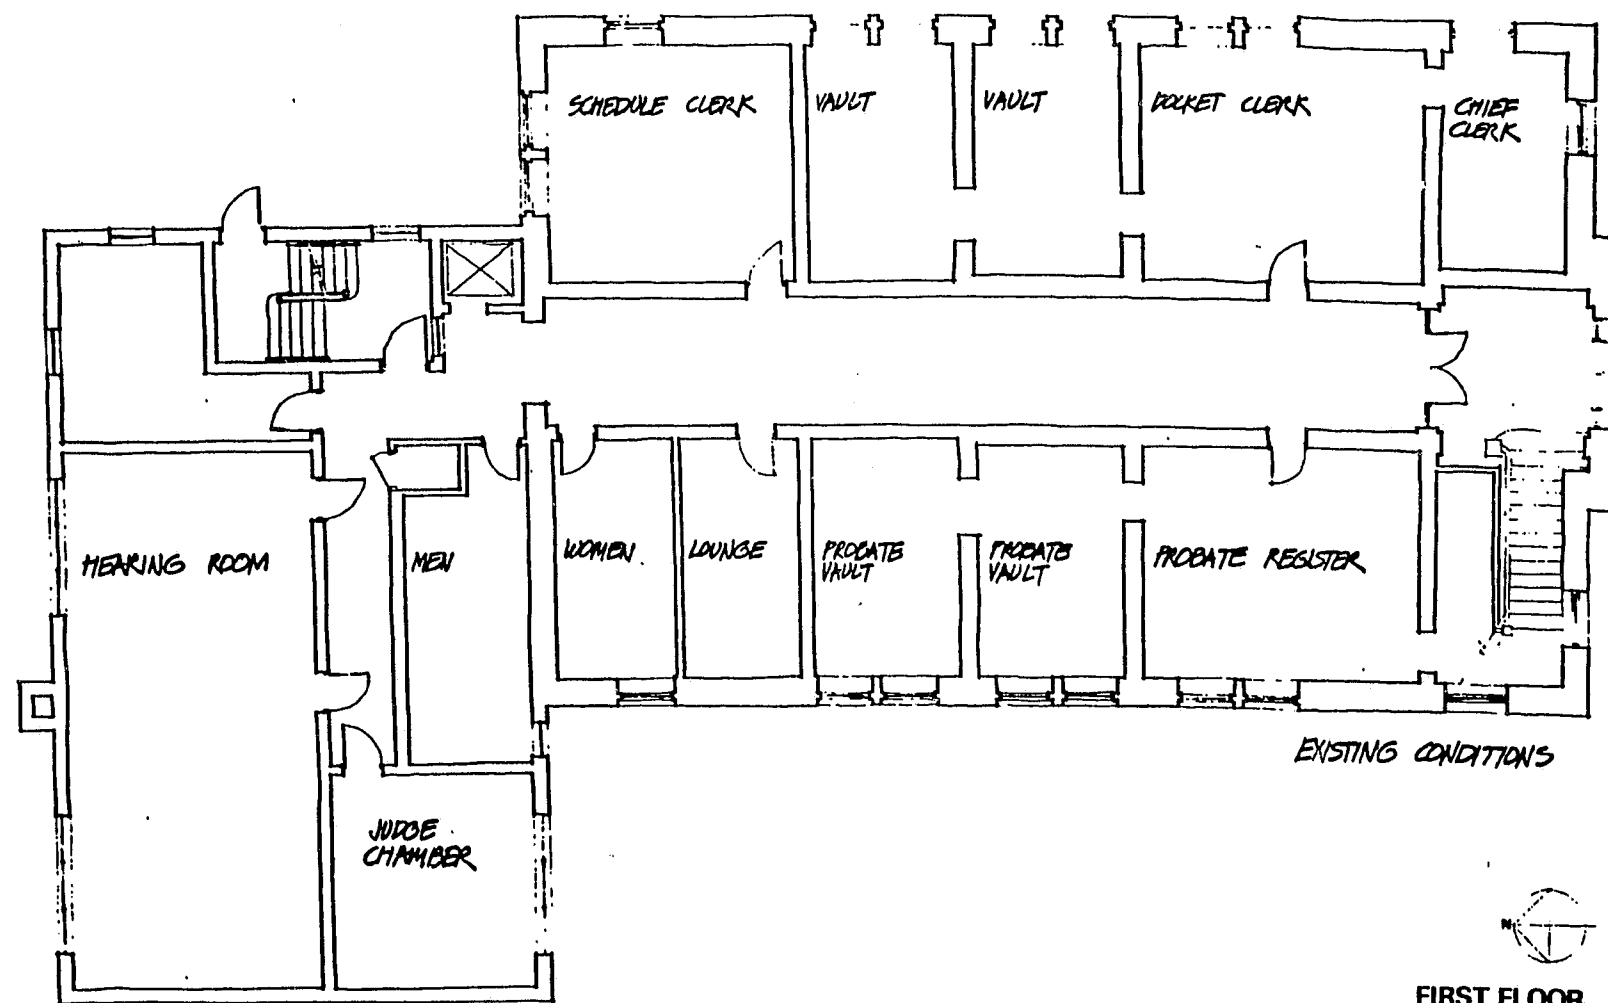 SCHEDULE CLERK
VAULT
VAULT
DOCKET CLERK
CHIEF
CLERK
HEARING ROOM
MEN
WOMEN
LOUNGE
PROBATE
VAULT
PROBATE
VAULT
PROBATE REGISTER
EXISTING CONDITIONS
JUDGE
CHAMBER
N
FIRST FLOOR